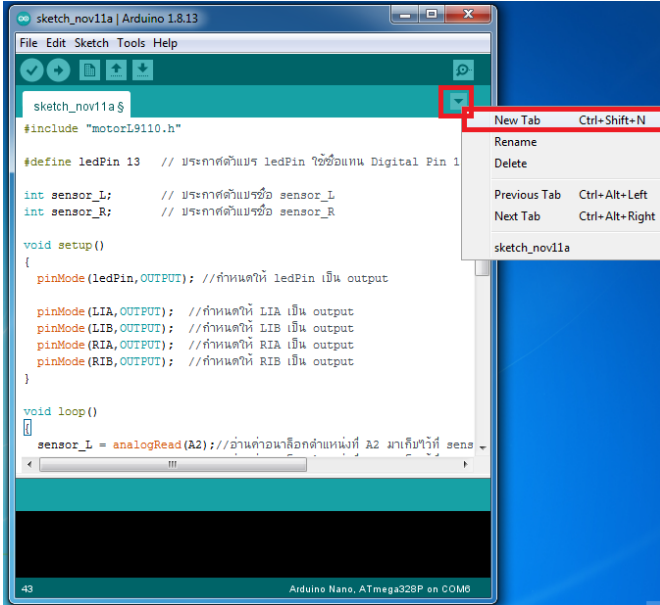 sketch_nov11a | Arduino 1.8.13
File Edit Sketch Tools Help
sketch_nov11a §
New Tab Ctrl+Shift+N
Rename
Delete
Previous Tab Ctrl+Alt+Left
Next Tab Ctrl+Alt+Right
sketch_nov11a
#include "motorL9110.h"
#define ledPin 13 // ประกาศตัวแปร ledPin ใช้ชื่อแทน Digital Pin 1
int sensor_L; // ประกาศตัวแปรชื่อ sensor_L
int sensor_R; // ประกาศตัวแปรชื่อ sensor_R
void setup()
{
pinMode(ledPin,OUTPUT); //กำหนดให้ ledPin เป็น output
pinMode(LIA,OUTPUT); //กำหนดให้ LIA เป็น output
pinMode(LIB,OUTPUT); //กำหนดให้ LIB เป็น output
pinMode(RIA,OUTPUT); //กำหนดให้ RIA เป็น output
pinMode(RIB,OUTPUT); //กำหนดให้ RIB เป็น output
}
void loop()
{
sensor_L = analogRead(A2);//อ่านค่าอนาล็อกตำแหน่งที่ A2 มาเก็บไว้ที่ sens
43
Arduino Nano, ATmega328P on COM6